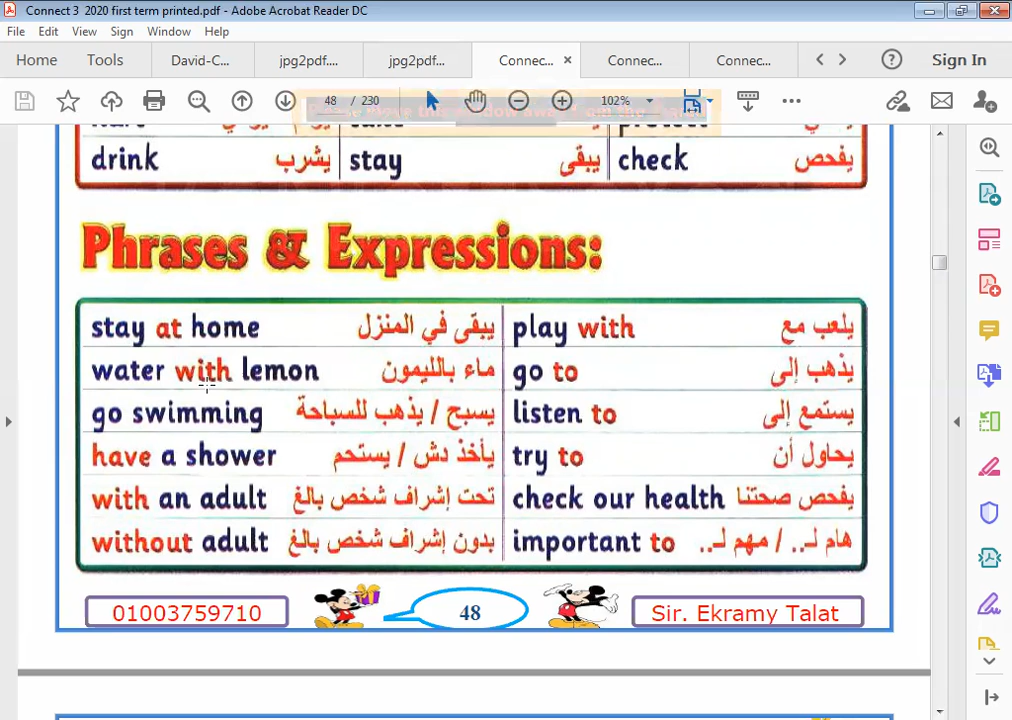 Connect 3 2020 first term printed.pdf - Adobe Acrobat Reader DC
File Edit View Sign Window Help
Home Tools David-C... jpg2pdf.... jpg2pdf.... Connec... Connec... Connec... Sign In
48 / 230 102%
drink يشرب stay يبقى check يفحص
Phrases & Expressions:
stay at home يبقى في المنزل play with يلعب مع
water with lemon ماء بالليمون go to يذهب إلى
go swimming يسبح / يذهب للسباحة listen to يستمع إلى
have a shower يأخذ دش / يستحم try to يحاول أن
with an adult تحت إشراف شخص بالغ check our health يفحص صحتنا
without adult بدون إشراف شخص بالغ important to هام لـ.. / مهم لـ..
01003759710 48 Sir. Ekramy Talat